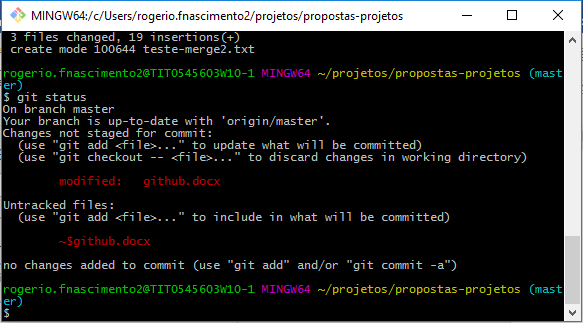 MINGW64:/c/Users/rogerio.fnascimento2/projetos/propostas-projetos
3 files changed, 19 insertions(+)
create mode 100644 teste-merge2.txt
rogerio.fnascimento2@TIT0545603W10-1 MINGW64 ~/projetos/propostas-projetos (mast
er)
$ git status
On branch master
Your branch is up-to-date with 'origin/master'.
Changes not staged for commit:
(use "git add <file>..." to update what will be committed)
(use "git checkout -- <file>..." to discard changes in working directory)
modified:   github.docx
Untracked files:
(use "git add <file>..." to include in what will be committed)
~$github.docx
no changes added to commit (use "git add" and/or "git commit -a")
rogerio.fnascimento2@TIT0545603W10-1 MINGW64 ~/projetos/propostas-projetos (mast
er)
$